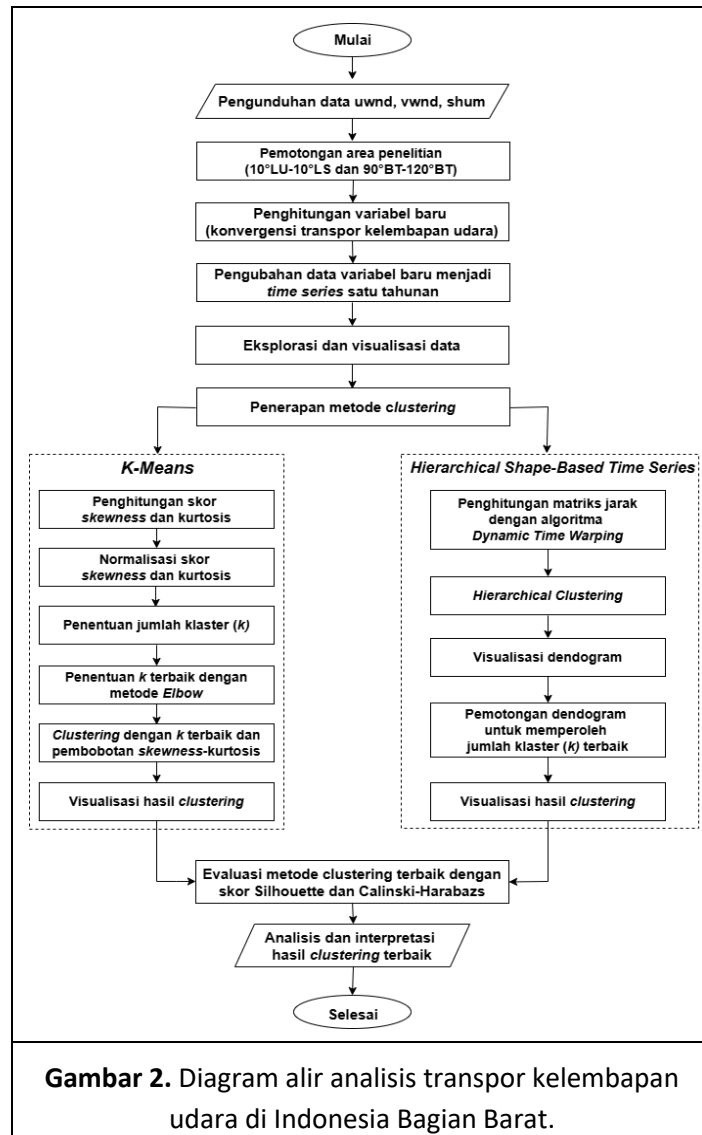 Mulai
Pengunduhan data uwnd, vwnd, shum
Pemotongan area penelitian
(10°LU-10°LS dan 90°BT-120°BT)
Penghitungan variabel baru
(konvergensi transpor kelembapan udara)
Pengubahan data variabel baru menjadi
time series satu tahunan
Eksplorasi dan visualisasi data
Penerapan metode clustering
K-Means
Penghitungan skor
skewness dan kurtosis
Normalisasi skor
skewness dan kurtosis
Penentuan jumlah klaster (k)
Penentuan k terbaik dengan
metode Elbow
Clustering dengan k terbaik dan
pembobotan skewness-kurtosis
Visualisasi hasil clustering
Hierarchical Shape-Based Time Series
Penghitungan matriks jarak
dengan algoritma
Dynamic Time Warping
Hierarchical Clustering
Visualisasi dendogram
Pemotongan dendogram
untuk memperoleh
jumlah klaster (k) terbaik
Visualisasi hasil clustering
Evaluasi metode clustering terbaik dengan
skor Silhouette dan Calinski-Harabazs
Analisis dan interpretasi
hasil clustering terbaik
Selesai
Gambar 2. Diagram alir analisis transpor kelembapan
udara di Indonesia Bagian Barat.